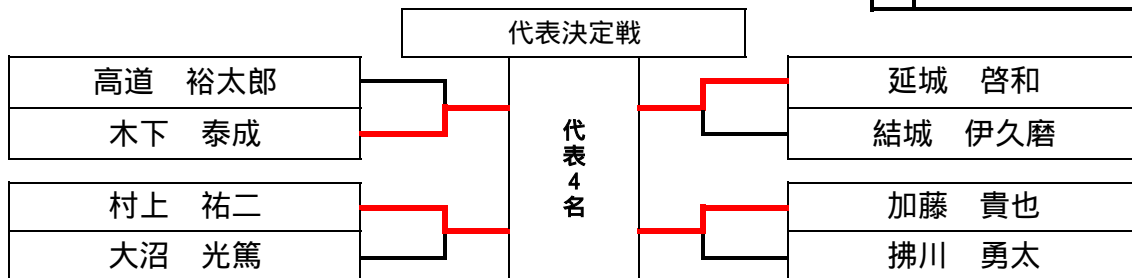 代表決定戦
高道　裕太郎
木下　泰成
村上　祐二
大沼　光篤
代表4名
延城　啓和
結城　伊久磨
加藤　貴也
拂川　勇太